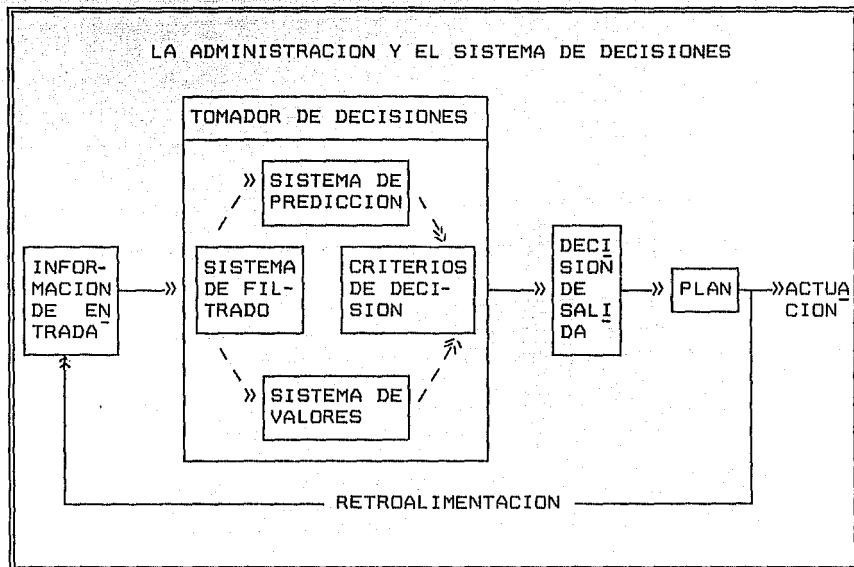 LA ADMINISTRACION Y EL SISTEMA DE DECISIONES
TOMADOR DE DECISIONES
SISTEMA DE
PREDICCION
INFOR-
MACION
DE EN
TRADA
SISTEMA
DE FIL-
TRADO
CRITERIOS
DE DECI-
SION
DECI
SION
DE
SALI
DA
PLAN
ACTUA
CION
SISTEMA DE
VALORES
RETROALIMENTACION